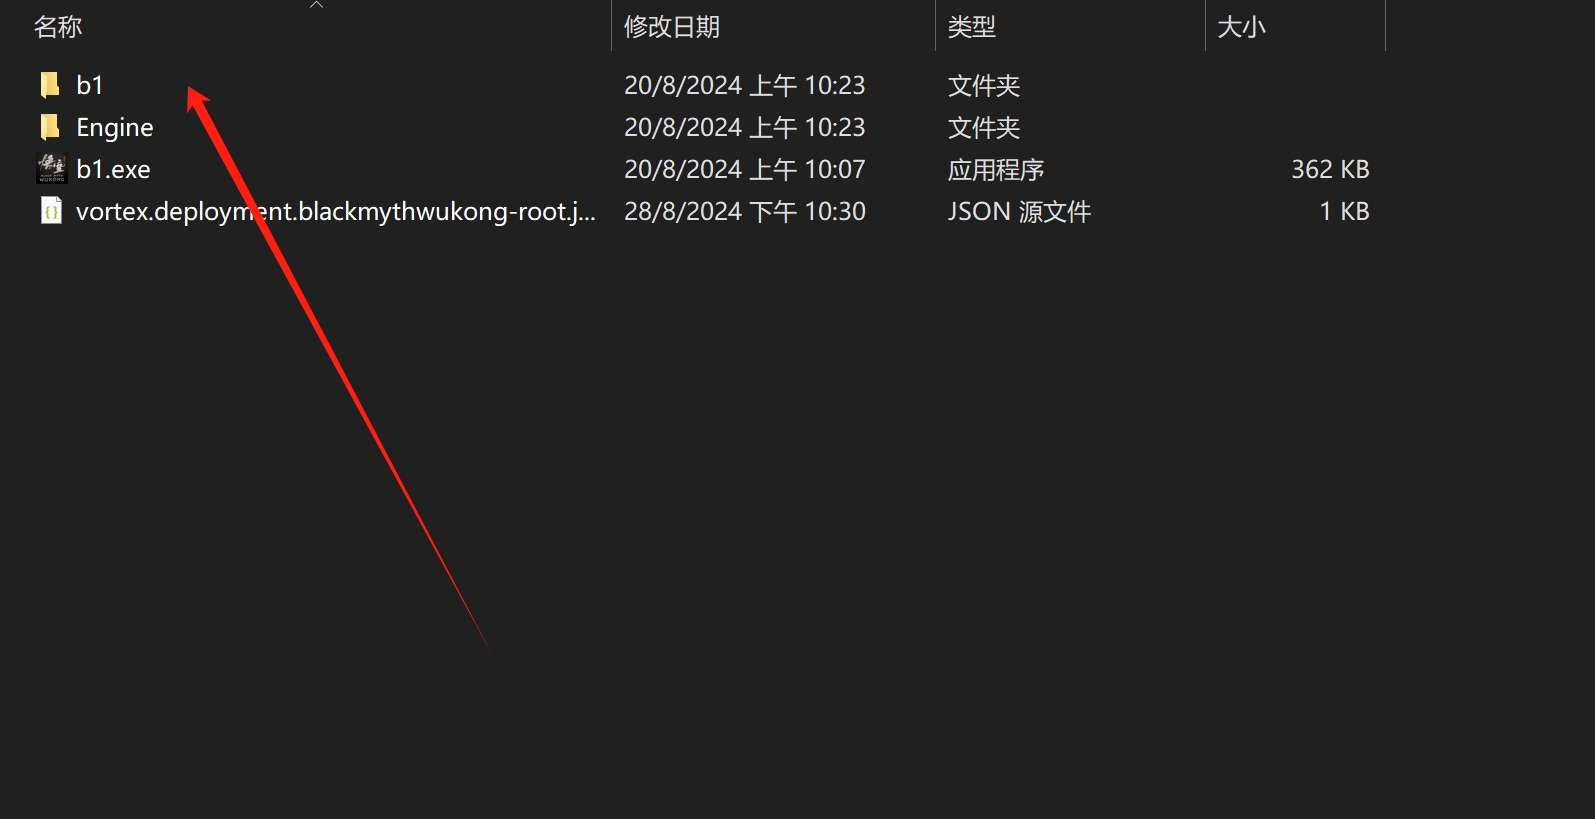 名称 修改日期 类型 大小
b1 20/8/2024 上午 10:23 文件夹
Engine 20/8/2024 上午 10:23 文件夹
b1.exe 20/8/2024 上午 10:07 应用程序 362 KB
vortex.deployment.blackmythwukong-root.j... 28/8/2024 下午 10:30 JSON 源文件 1 KB